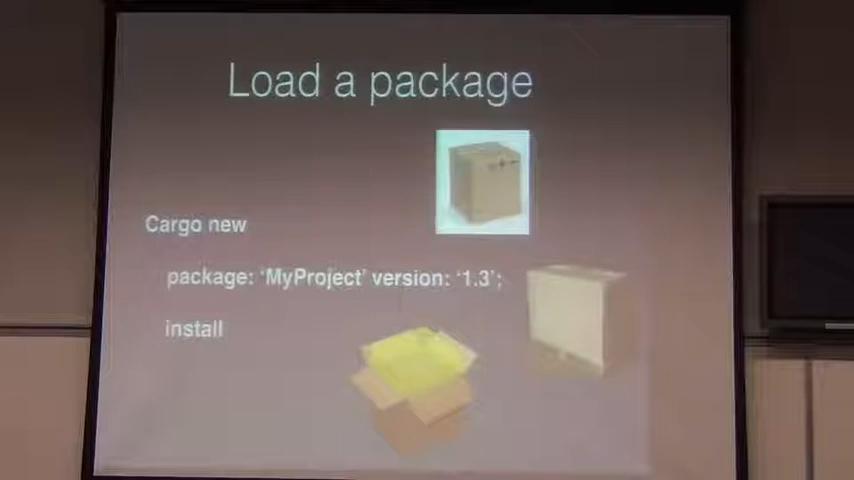 Load a package
Cargo new
package: ‘MyProject’ version: ‘1.3’;
install